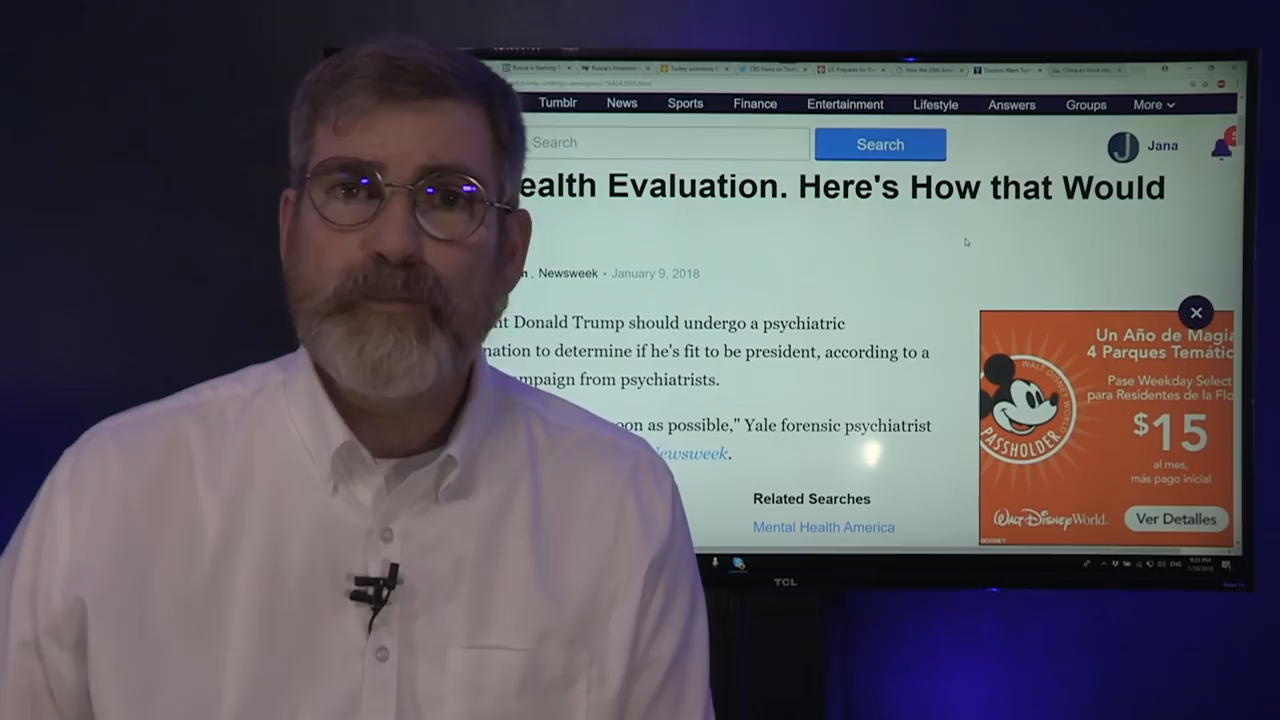 Tumblr News Sports Finance Entertainment Lifestyle Answers Groups More
Search Search
Jana
ealth Evaluation. Here's How that Would
Newsweek · January 9, 2018
Donald Trump should undergo a psychiatric
nation to determine if he's fit to be president, according to a
mpaign from psychiatrists.
oon as possible," Yale forensic psychiatrist
ewsweek.
Related Searches
Mental Health America
Un Año de Magia
4 Parques Temátic
Pase Weekday Select
para Residentes de la Flo
$15
al mes,
más pago inicial
WALT DISNEY WORLD
PASSHOLDER
Walt Disney World.
Ver Detalles
TCL